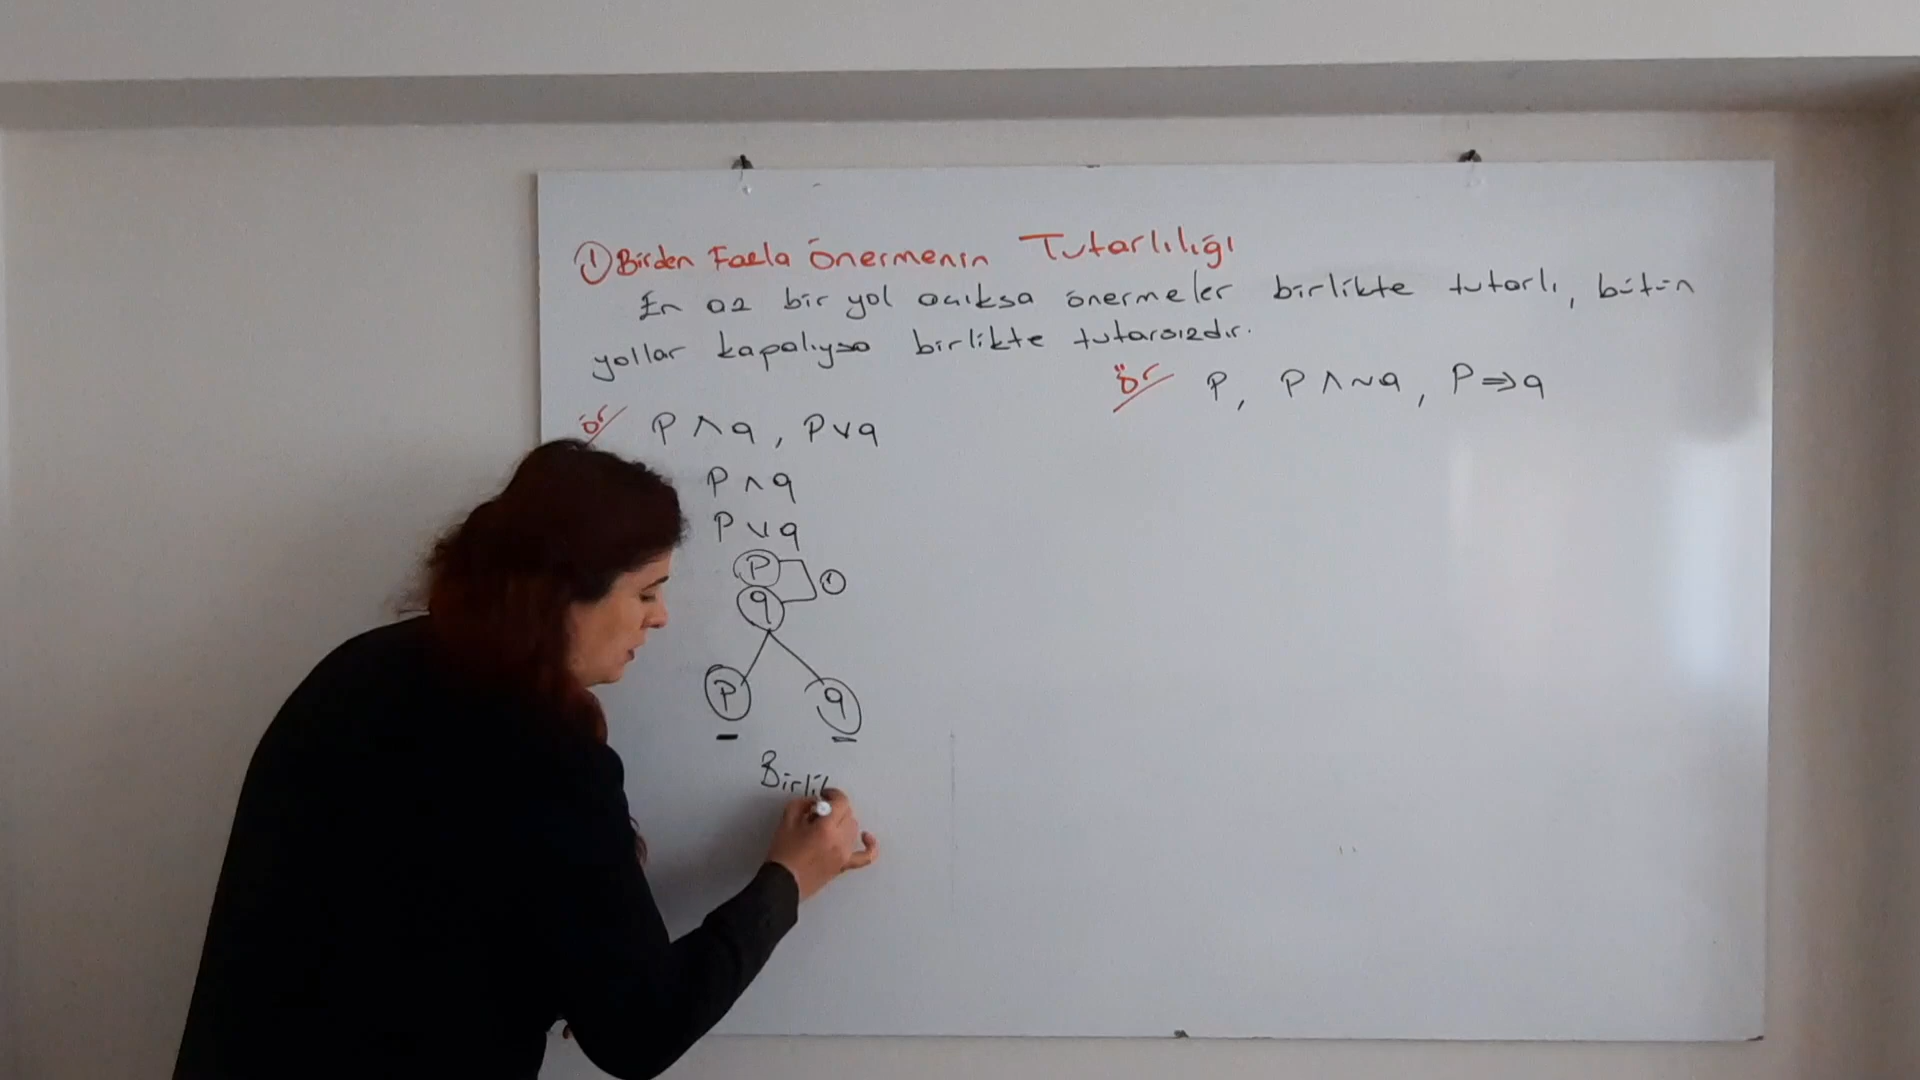 ① Birden Fazla Önermenin Tutarlılığı
En az bir yol açıksa önermeler birlikte tutarlı, bütün
yollar kapalıysa birlikte tutarsızdır.
ör P ∧ q, P ∨ q
P ∧ q
P ∨ q
P
q ①
P q
Birlik
ör P, P ∧ ~q, P ⇒ q